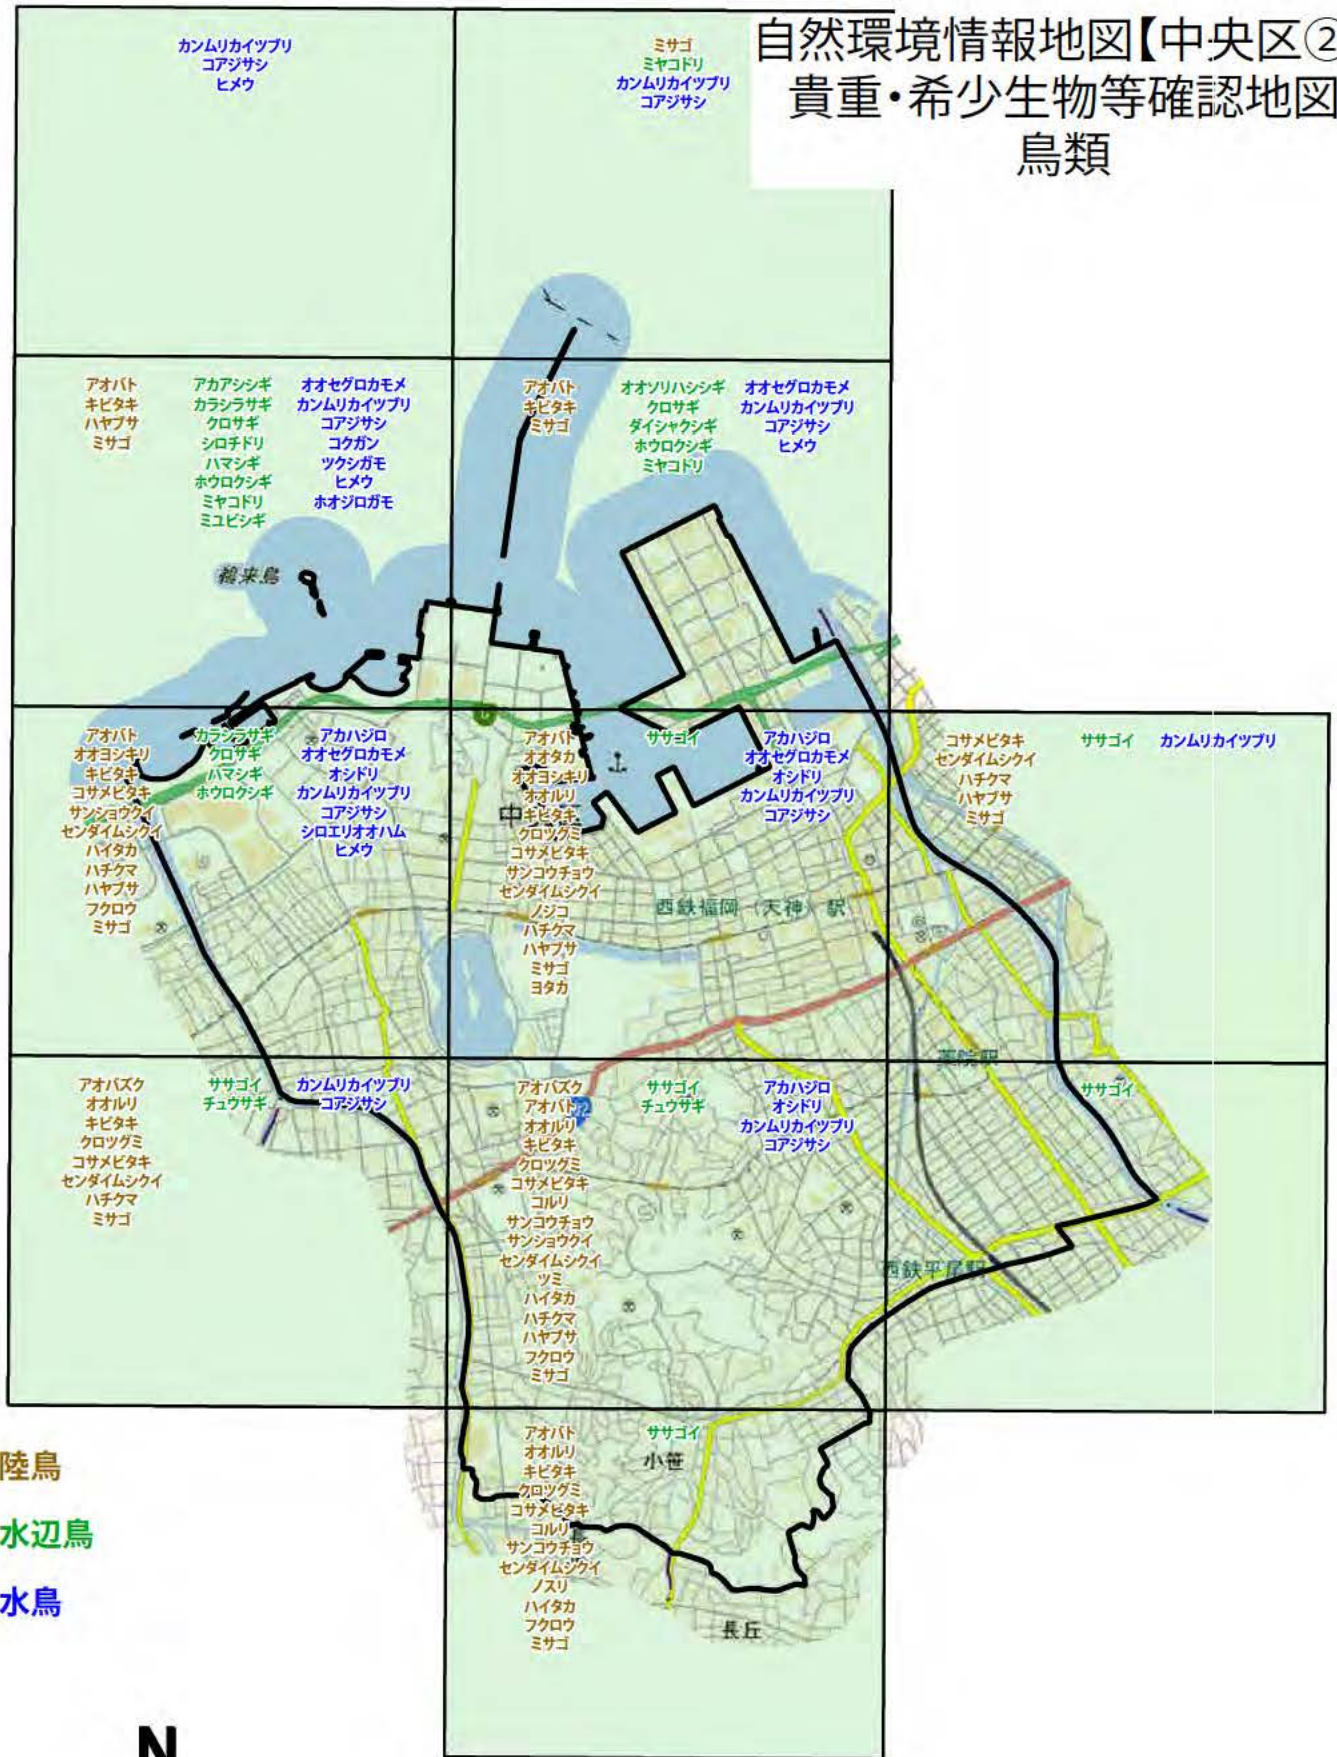 自然環境情報地図【中央区②
貴重・希少生物等確認地図
鳥類
カンムリカイツブリ
コアジサシ
ヒメウ
ミサゴ
ミヤコドリ
カンムリカイツブリ
コアジサシ
アオバト
キビタキ
ハヤブサ
ミサゴ
アカアシシギ
カラシラサギ
クロサギ
シロチドリ
ハマシギ
ホウロクシギ
ミヤコドリ
ミユビシギ
オオセグロカモメ
カンムリカイツブリ
コアジサシ
コクガン
ツクシガモ
ヒメウ
ホオジロガモ
アオバト
キビタキ
ミサゴ
オオソリハシシギ
クロサギ
ダイシャクシギ
ホウロクシギ
ミヤコドリ
オオセグロカモメ
カンムリカイツブリ
コアジサシ
ヒメウ
鵜来島
アオバト
オオヨシキリ
キビタキ
コサメビタキ
サンショウクイ
センダイムシクイ
ハイタカ
ハチクマ
ハヤブサ
フクロウ
ミサゴ
カラシラサギ
クロサギ
ハマシギ
ホウロクシギ
アカハジロ
オオセグロカモメ
オシドリ
カンムリカイツブリ
コアジサシ
シロエリオオハム
ヒメウ
アオバト
オオタカ
オオヨシキリ
オオルリ
キビタキ
クロツグミ
コサメビタキ
サンコウチョウ
センダイムシクイ
ノジコ
ハチクマ
ハヤブサ
ミサゴ
ヨタカ
中
ササゴイ
アカハジロ
オオセグロカモメ
オシドリ
カンムリカイツブリ
コアジサシ
西鉄福岡(天神)駅
コサメビタキ
センダイムシクイ
ハチクマ
ハヤブサ
ミサゴ
ササゴイ
カンムリカイツブリ
アオバズク
オオルリ
キビタキ
クロツグミ
コサメビタキ
センダイムシクイ
ハチクマ
ミサゴ
ササゴイ
チュウサギ
カンムリカイツブリ
コアジサシ
アオバズク
アオバト
オオルリ
キビタキ
クロツグミ
コサメビタキ
コルリ
サンコウチョウ
サンショウクイ
センダイムシクイ
ツミ
ハイタカ
ハチクマ
ハヤブサ
フクロウ
ミサゴ
ササゴイ
チュウサギ
アカハジロ
オシドリ
カンムリカイツブリ
コアジサシ
薬院駅
ササゴイ
西鉄平尾駅
アオバト
オオルリ
キビタキ
クロツグミ
コサメビタキ
コルリ
サンコウチョウ
センダイムシクイ
ノスリ
ハイタカ
フクロウ
ミサゴ
ササゴイ
小笹
長丘
陸鳥
水辺鳥
水鳥
N